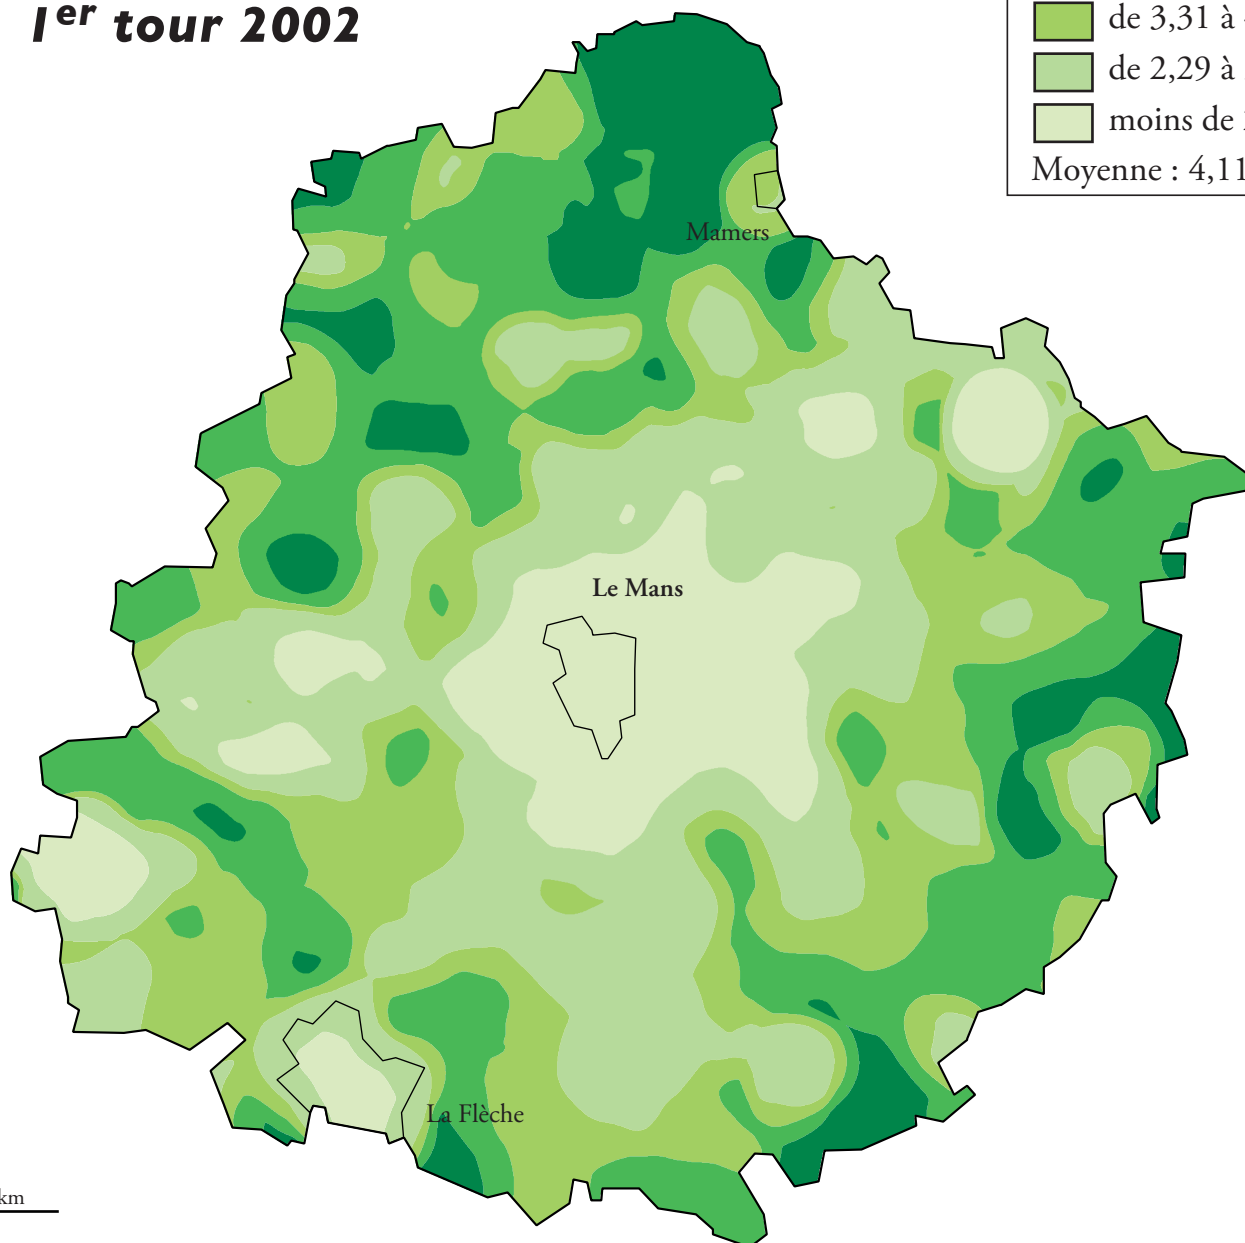 1er tour 2002
de 3,31 à
de 2,29 à
moins de
Moyenne : 4,11
Mamers
Le Mans
La Flèche
km